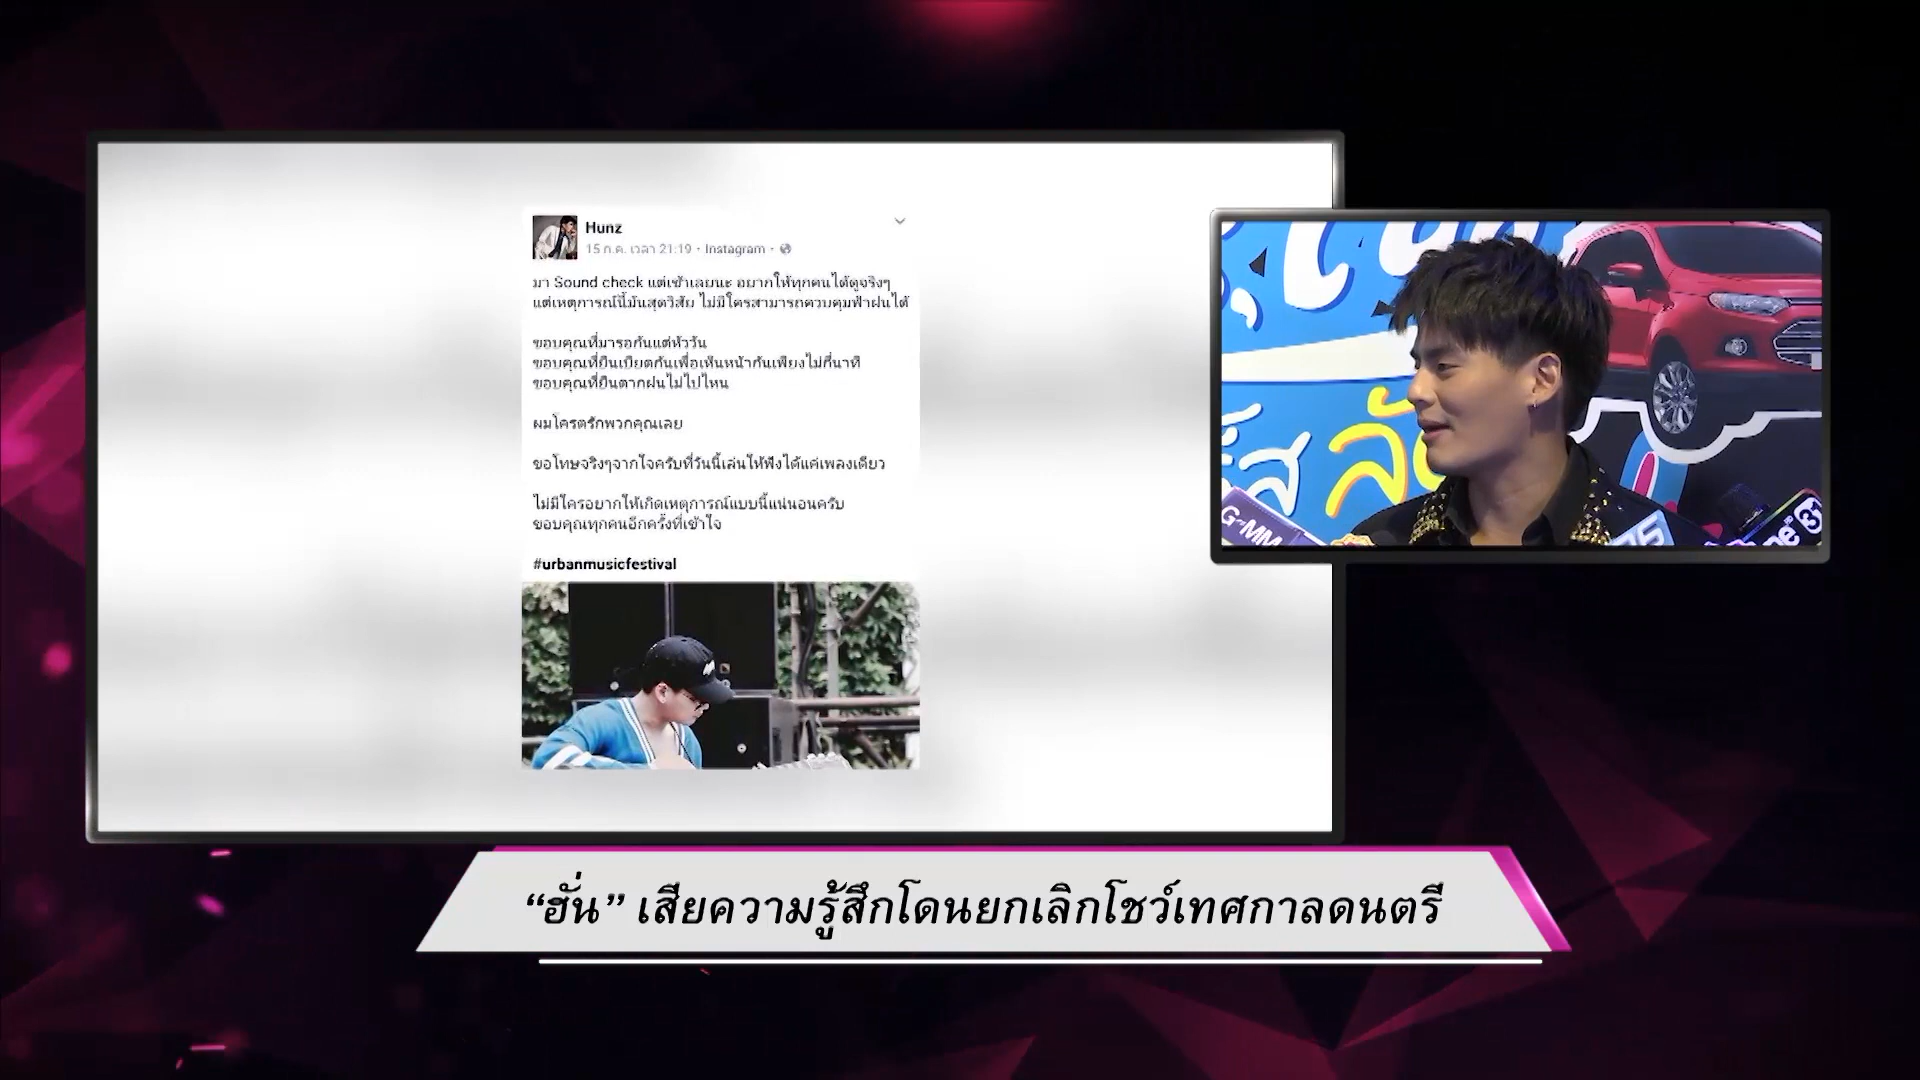 Hunz
15 ก.ค. เวลา 21:19 · Instagram ·
มา Sound check แต่เช้าเลยนะ อยากให้ทุกคนได้ดูจริงๆ
แต่เหตุการณ์นี้มันสุดวิสัย ไม่มีใครสามารถควบคุมฟ้าฝนได้
ขอบคุณที่มารอกันแต่หัววัน
ขอบคุณที่ยืนเบียดกันเพื่อเห็นหน้ากันเพียงไม่กี่นาที
ขอบคุณที่ยืนตากฝนไม่ไปไหน
ผมโครตรักพวกคุณเลย
ขอโทษจริงๆจากใจครับที่วันนี้เล่นให้ฟังได้แค่เพลงเดียว
ไม่มีใครอยากให้เกิดเหตุการณ์แบบนี้แน่นอนครับ
ขอบคุณทุกคนอีกครั้งที่เข้าใจ
#urbanmusicfestival
G-MM
one 31
“ฮั่น” เสียความรู้สึกโดนยกเลิกโชว์เทศกาลดนตรี